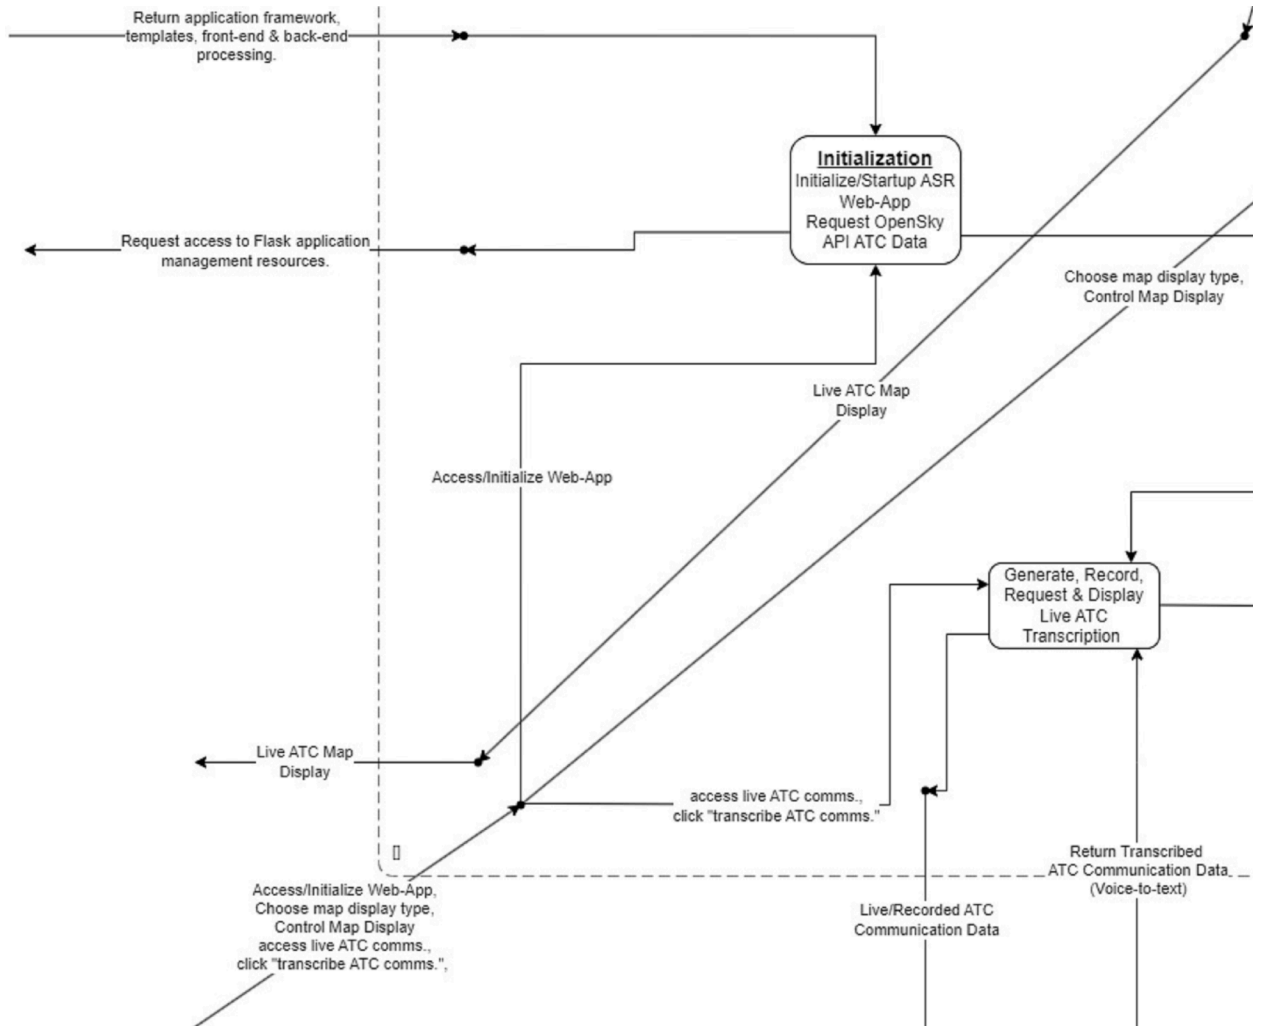 Return application framework,
templates, front-end & back-end
processing.
Initialization
Initialize/Startup ASR
Web-App
Request OpenSky
API ATC Data
Request access to Flask application
management resources.
Choose map display type,
Control Map Display
Live ATC Map
Display
Access/Initialize Web-App
Generate, Record,
Request & Display
Live ATC
Transcription
Live ATC Map
Display
access live ATC comms.,
click "transcribe ATC comms."
Return Transcribed
ATC Communication Data
(Voice-to-text)
Access/Initialize Web-App,
Choose map display type,
Control Map Display
access live ATC comms.,
click "transcribe ATC comms.",
Live/Recorded ATC
Communication Data